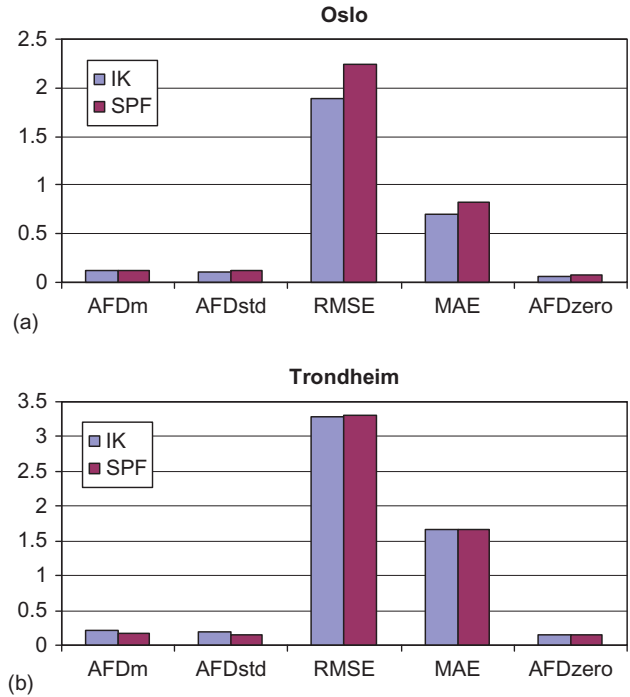 Oslo
2.5
2
1.5
1
0.5
0
IK
SPF
AFDm AFDstd RMSE MAE AFDzero
(a)
Trondheim
3.5
3
2.5
2
1.5
1
0.5
0
IK
SPF
AFDm AFDstd RMSE MAE AFDzero
(b)